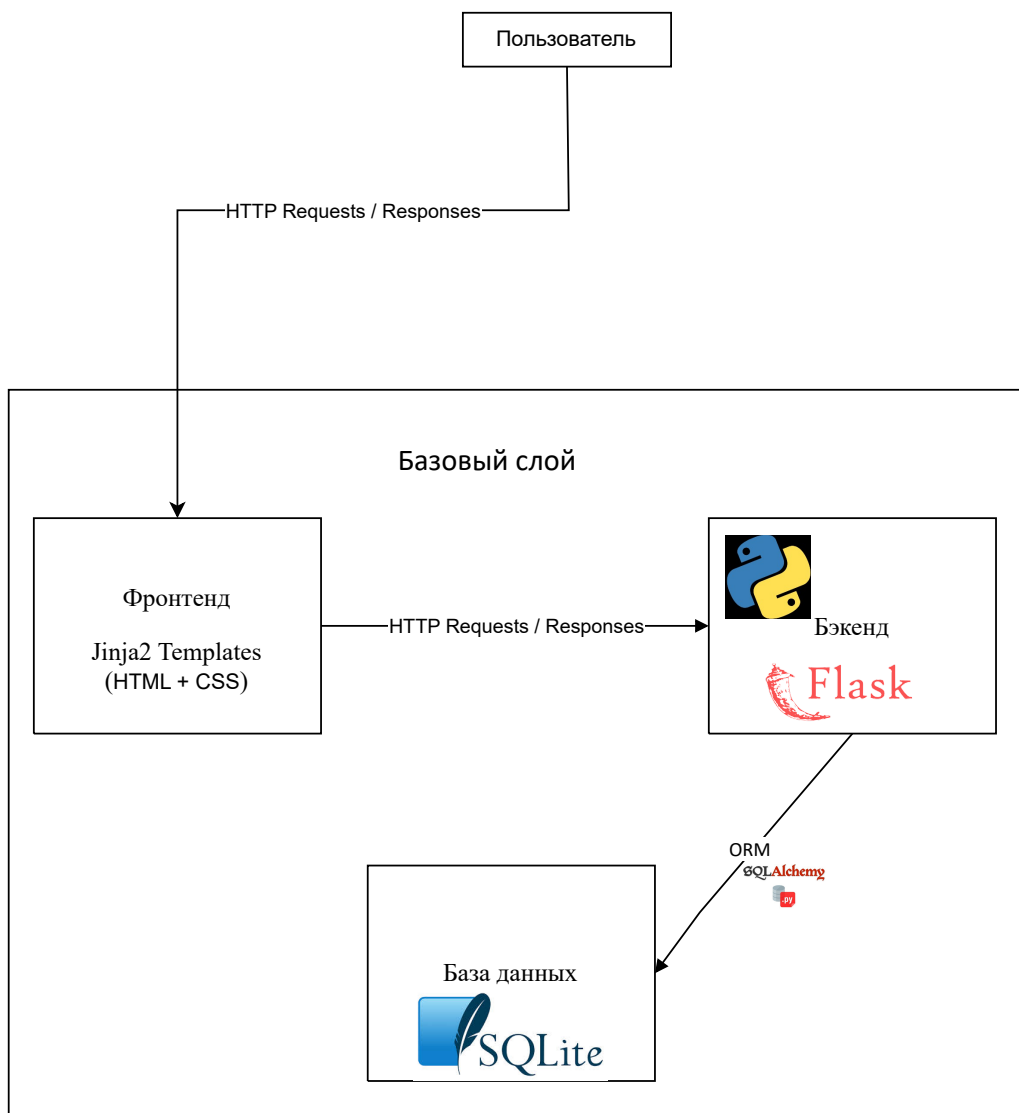 Пользователь
HTTP Requests / Responses
Базовый слой
Фронтенд
Jinja2 Templates
(HTML + CSS)
HTTP Requests / Responses
Бэкенд
Flask
ORM
SQLAlchemy
.py
База данных
SQLite